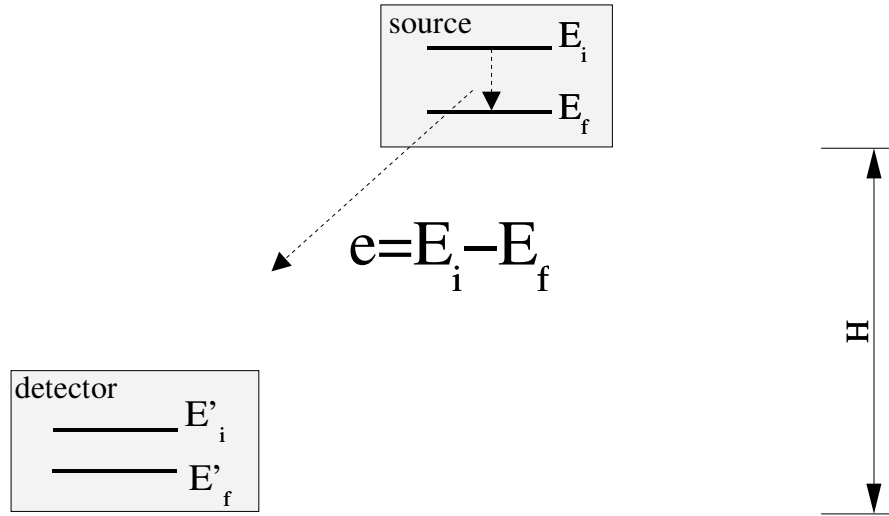 source
E_i
E_f
e=E_i−E_f
H
detector
E’_i
E’_f